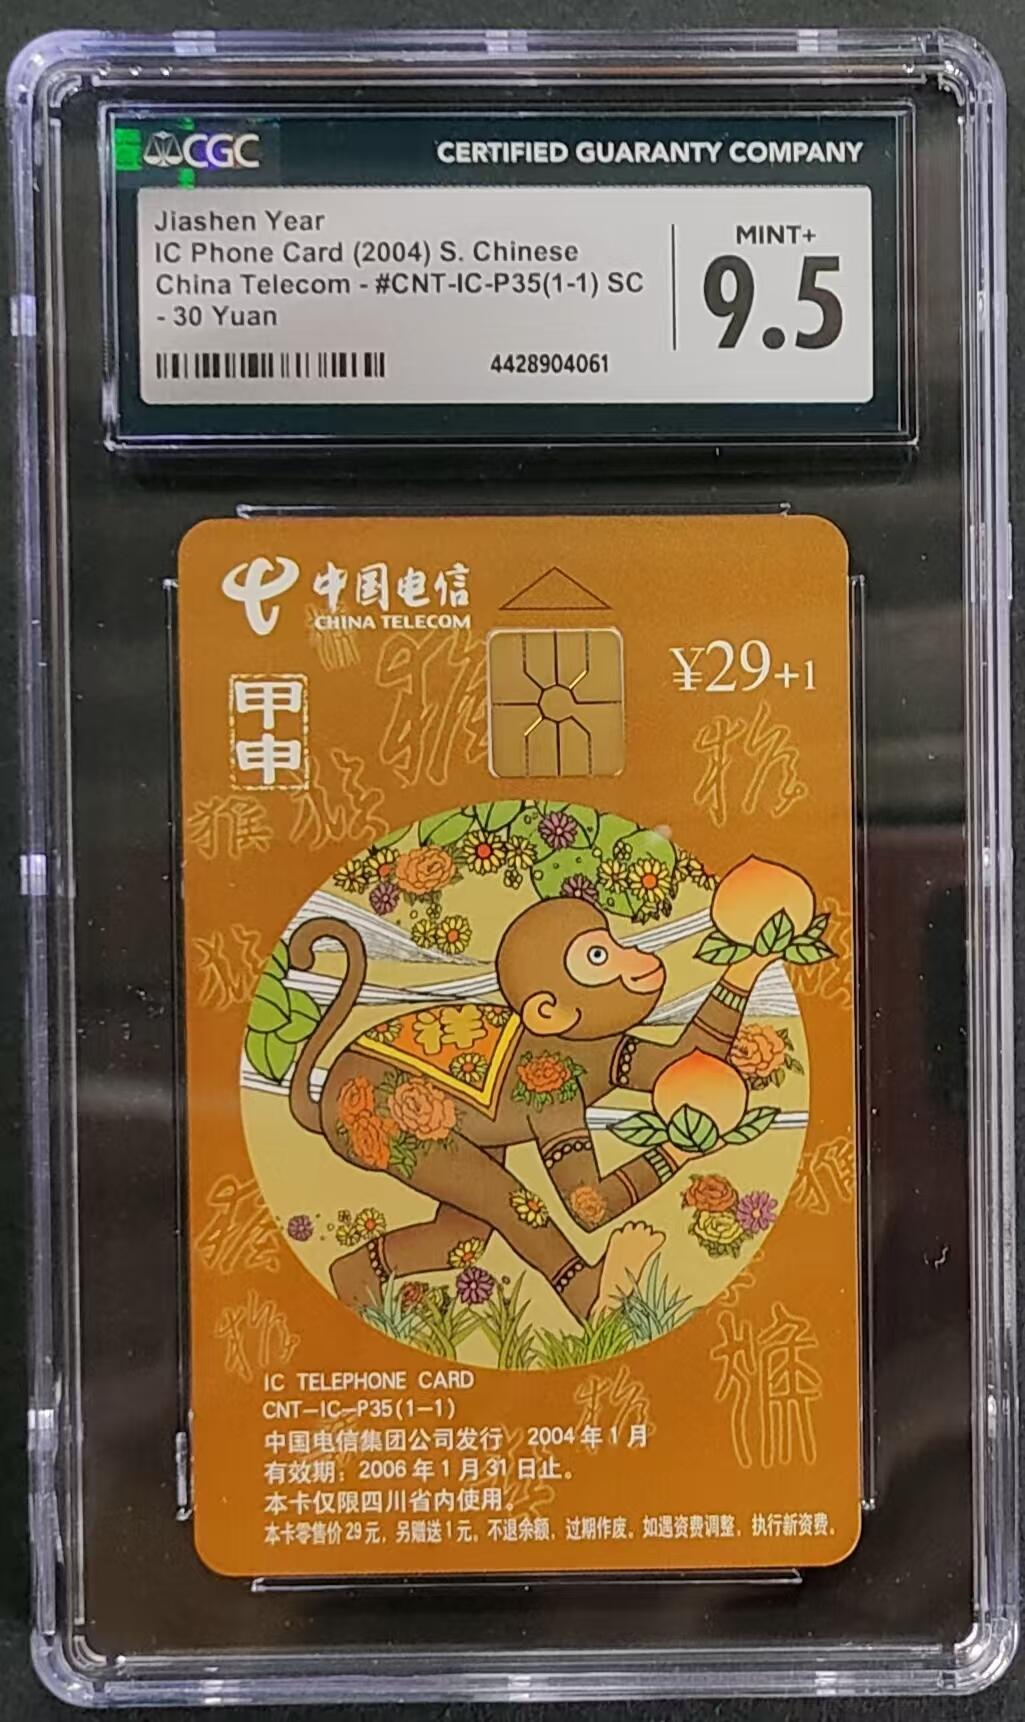 CGC
CERTIFIED GUARANTY COMPANY
Jiashen Year
IC Phone Card (2004) S. Chinese
China Telecom - #CNT-IC-P35(1-1) SC
- 30 Yuan
MINT+
9.5
4428904061
中国电信
CHINA TELECOM
¥29+1
甲
申
猴
祥
IC TELEPHONE CARD
CNT-IC-P35(1-1)
中国电信集团公司发行 2004年1月
有效期：2006年1月31日止。
本卡仅限四川省内使用。
本卡零售价29元，另赠送1元，不退余额，过期作废。如遇资费调整，执行新资费。